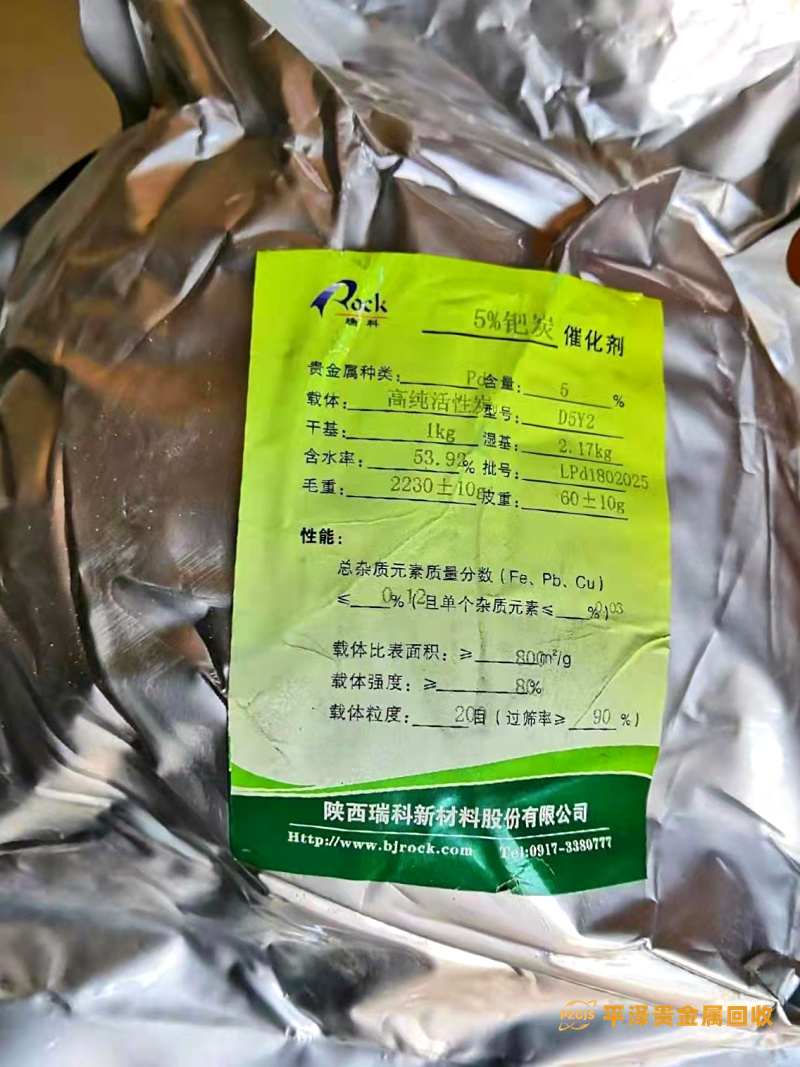 Rock
瑞科
5%钯炭 催化剂
贵金属种类: Pd 含量: 5 %
载体: 高纯活性炭 型号: D5Y2
干基: 1kg 湿基: 2.17kg
含水率: 53.92% 批号: LPd1802025
毛重: 2230±10g 皮重: 60±10g
性能:
总杂质元素质量分数(Fe、Pb、Cu)
≤ 0.12 %(且单个杂质元素≤ 0.03 %)
载体比表面积: ≥ 800 m²/g
载体强度: ≥ 80%
载体粒度: 200目(过筛率≥ 90 %)
陕西瑞科新材料股份有限公司
Http://www.bjrock.com Tel:0917-3380777
PZGJS 平泽贵金属回收